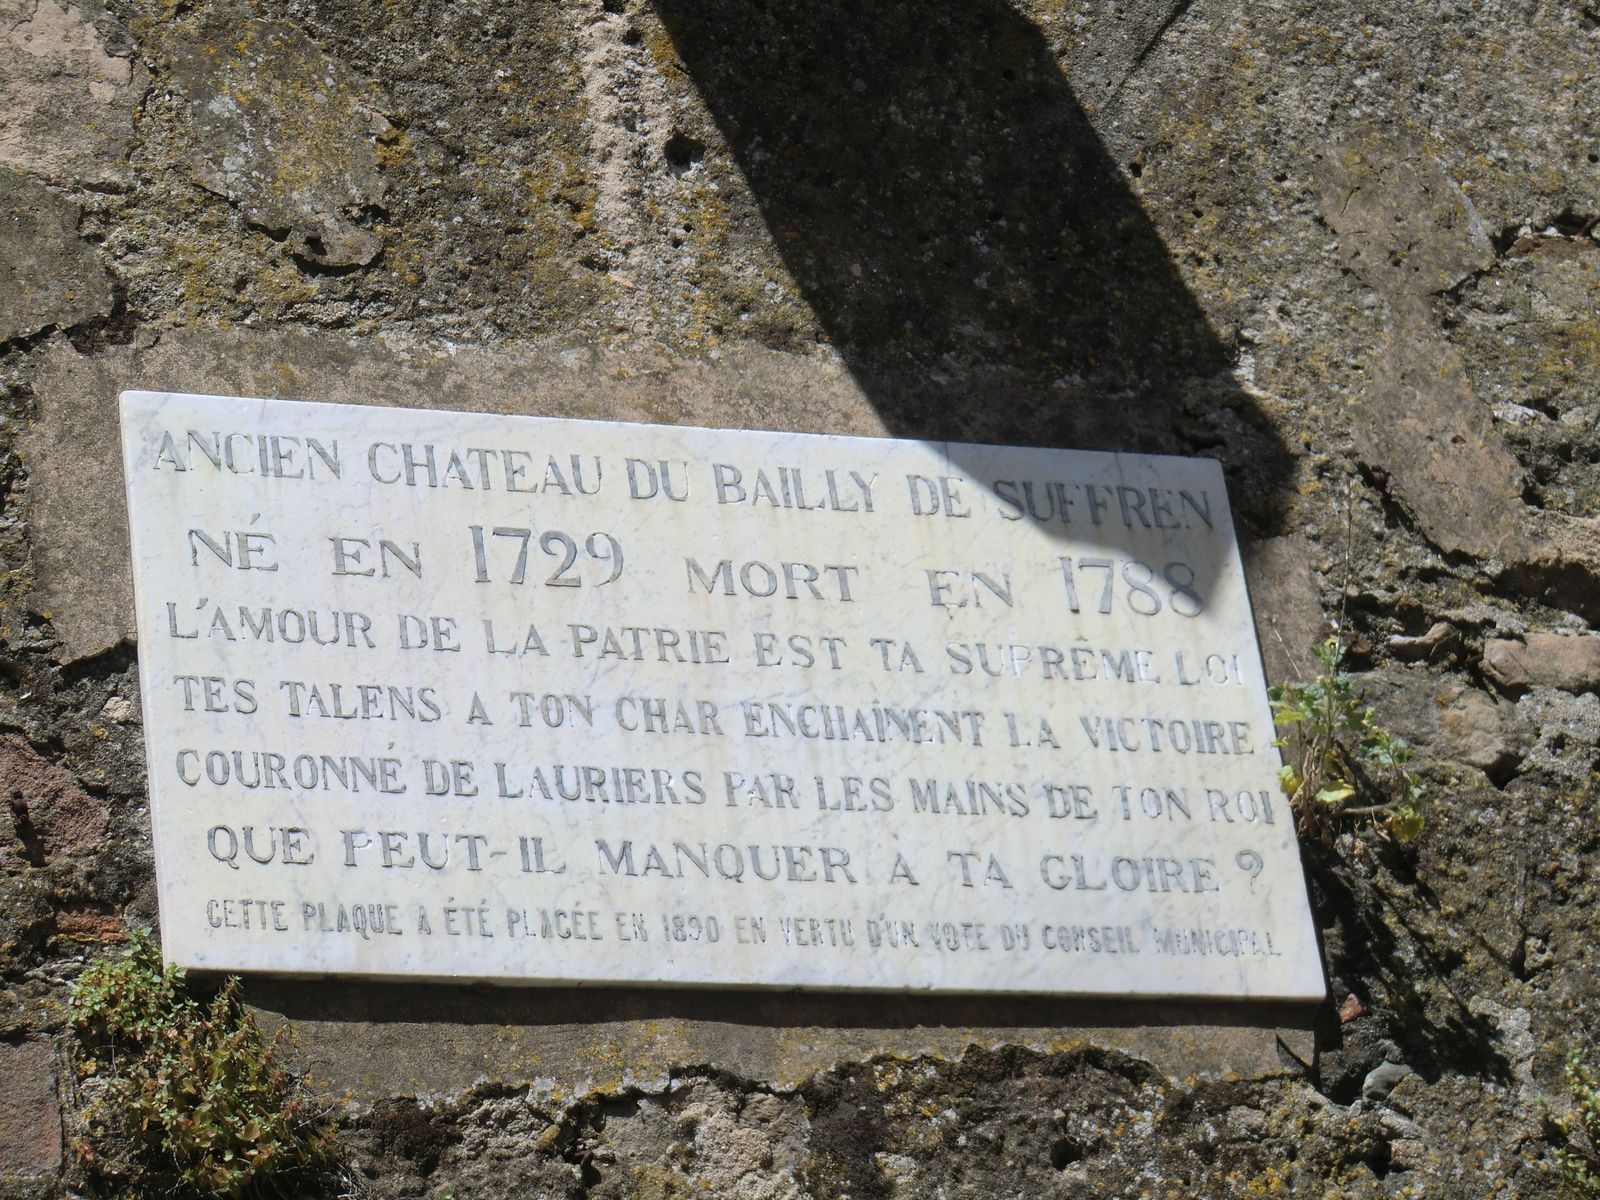 ANCIEN CHATEAU DU BAILLY DE SUFFREN
NÉ EN 1729 MORT EN 1788
L'AMOUR DE LA PATRIE EST TA SUPRÊME LOI
TES TALENS A TON CHAR ENCHAÎNENT LA VICTOIRE
COURONNÉ DE LAURIERS PAR LES MAINS DE TON ROI
QUE PEUT-IL MANQUER À TA GLOIRE ?
CETTE PLAQUE A ÉTÉ PLACÉE EN 1890 EN VERTU D'UN VOTE DU CONSEIL MUNICIPAL